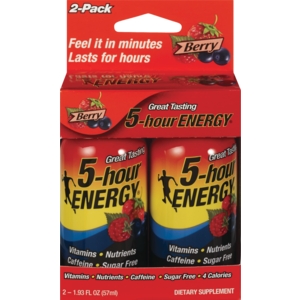 2-Pack
Feel it in minutes
Lasts for hours
Berry
Berry
Great Tasting
5-hour ENERGY
Great Tasting
5-hour
ENERGY
Vitamins · Nutrients
Caffeine · Sugar Free
Great Tasting
5-hour
ENERGY
Vitamins · Nutrients
Caffeine · Sugar Free
Vitamins • Nutrients • Caffeine • Sugar Free • 4 Calories
2 – 1.93 FL OZ (57ml)
DIETARY SUPPLEMENT